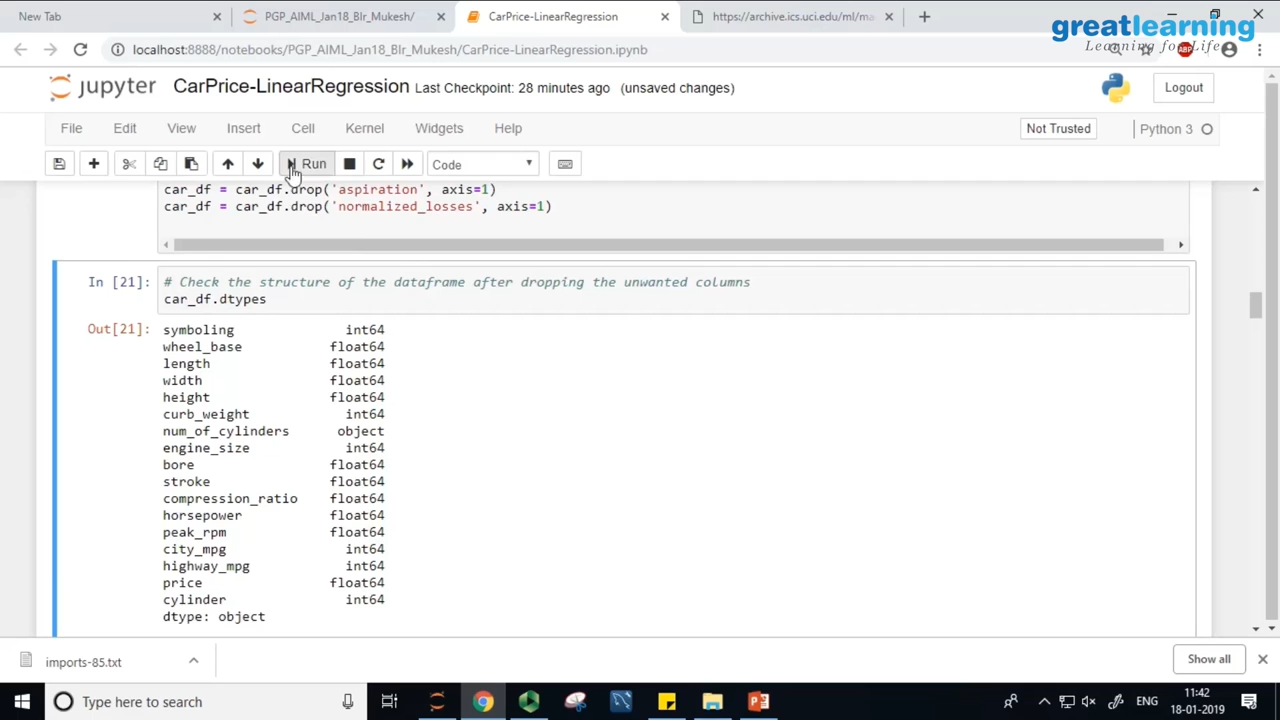 New Tab
PGP_AIML_Jan18_Blr_Mukesh/
CarPrice-LinearRegression
https://archive.ics.uci.edu/ml/ma
greatlearning
Learning for Life
localhost:8888/notebooks/PGP_AIML_Jan18_Blr_Mukesh/CarPrice-LinearRegression.ipynb
ABP
jupyter CarPrice-LinearRegression Last Checkpoint: 28 minutes ago (unsaved changes)
Logout
File Edit View Insert Cell Kernel Widgets Help
Not Trusted
Python 3
Run
Code
car_df = car_df.drop('aspiration', axis=1)
car_df = car_df.drop('normalized_losses', axis=1)
In [21]: # Check the structure of the dataframe after dropping the unwanted columns
car_df.dtypes
Out[21]: symboling int64
wheel_base float64
length float64
width float64
height float64
curb_weight int64
num_of_cylinders object
engine_size int64
bore float64
stroke float64
compression_ratio float64
horsepower float64
peak_rpm float64
city_mpg int64
highway_mpg int64
price float64
cylinder int64
dtype: object
imports-85.txt
Show all
Type here to search
ENG
11:42
18-01-2019